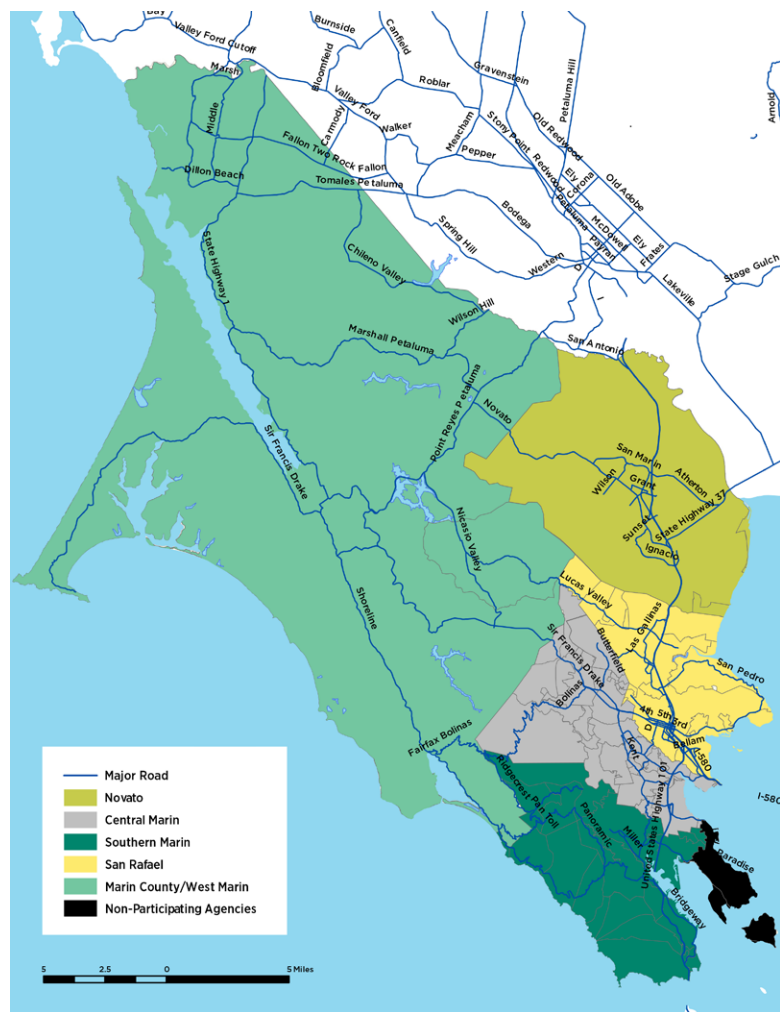 Bay
Valley Ford Cutoff
Burnside
Canfield
Bloomfield
Marsh
Gravenstein
Petaluma Hill
Arnold
Roblar
Valley Ford
Old Redwood
Middle
Carmody
Walker
Meacham
Stony Point
Fallon Two Rock
Fallon
Pepper
Redwood
Ely
Corona
Dillon Beach
Tomales Petaluma
Old Adobe
Petaluma
McDowell
Payran
Ely
Frates
Bodega
Spring Hill
State Highway 1
Chileno Valley
Western
D
I
Stage Gulch
Lakeville
Wilson Hill
Marshall Petaluma
San Antonio
Point Reyes Petaluma
Novato
Sir Francis Drake
San Marin
Atherton
Wilson
Grant
State Highway 37
Sunset
Ignacio
Nicasio Valley
Lucas Valley
Shoreline
Las Gallinas
Sir Francis Drake
Butterfield
San Pedro
Bolinas
4th
5th
3rd
D
Bellam
Kent
I-580
Fairfax Bolinas
Ridgecrest
Pan Toll
Panoramic
Miller
United States Highway 101
I-580
Paradise
Bridgeway
Major Road
Novato
Central Marin
Southern Marin
San Rafael
Marin County/West Marin
Non-Participating Agencies
5 2.5 0 5 Miles